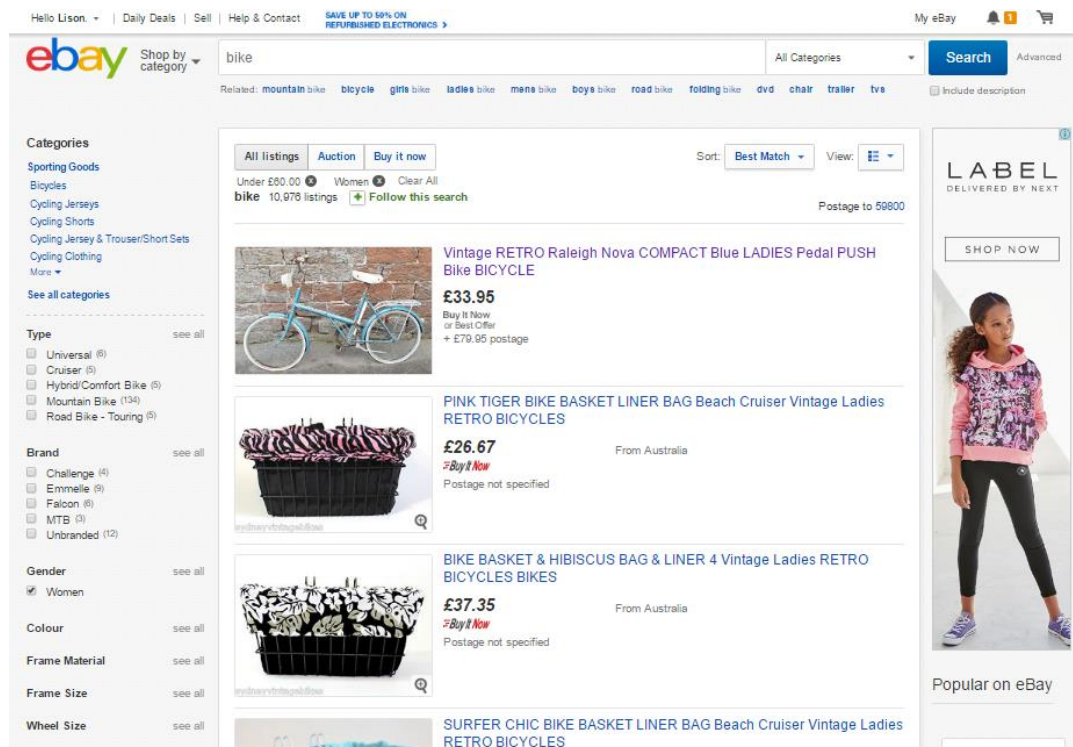 Hello Lison. Daily Deals Sell Help & Contact SAVE UP TO 50% ON
REFURBISHED ELECTRONICS >
My eBay 1
ebay Shop by
category
bike All Categories Search Advanced
Related: mountain bike bicycle girls bike ladies bike mens bike boys bike road bike folding bike dvd chair trailer tvs
Include description
Categories
Sporting Goods
Bicycles
Cycling Jerseys
Cycling Shorts
Cycling Jersey & Trouser/Short Sets
Cycling Clothing
More
See all categories
Type see all
Universal (6)
Cruiser (5)
Hybrid/Comfort Bike (5)
Mountain Bike (134)
Road Bike - Touring (5)
Brand see all
Challenge (4)
Emmelle (9)
Falcon (6)
MTB (3)
Unbranded (12)
Gender see all
Women
Colour see all
Frame Material see all
Frame Size see all
Wheel Size see all
All listings Auction Buy it now
Sort: Best Match View:
Under £60.00 Women Clear All
bike 10,976 listings + Follow this search
Postage to 59800
Vintage RETRO Raleigh Nova COMPACT Blue LADIES Pedal PUSH
Bike BICYCLE
£33.95
Buy It Now
or Best Offer
+ £79.95 postage
PINK TIGER BIKE BASKET LINER BAG Beach Cruiser Vintage Ladies
RETRO BICYCLES
£26.67 From Australia
Buy It Now
Postage not specified
sydneyvintagebikes
BIKE BASKET & HIBISCUS BAG & LINER 4 Vintage Ladies RETRO
BICYCLES BIKES
£37.35 From Australia
Buy It Now
Postage not specified
sydneyvintagebikes
SURFER CHIC BIKE BASKET LINER BAG Beach Cruiser Vintage Ladies
RETRO BICYCLES
LABEL
DELIVERED BY NEXT
SHOP NOW
Popular on eBay